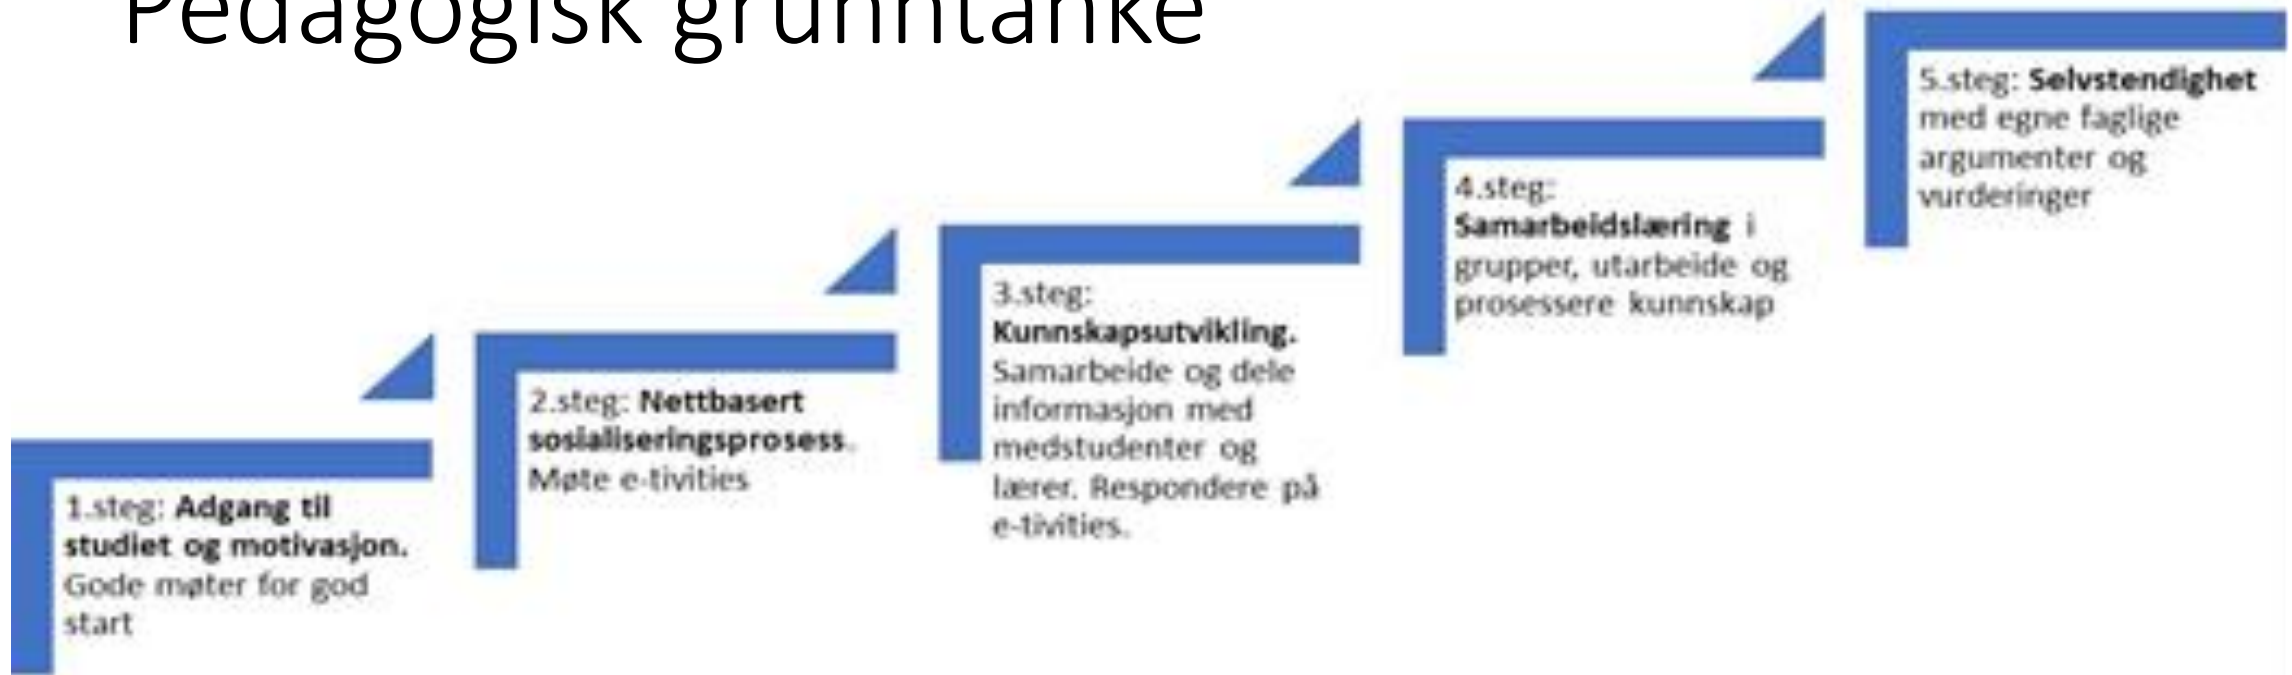 Pedagogisk grunntanke
1.steg: Adgang til
studiet og motivasjon.
Gode møter for god
start
2.steg: Nettbasert
sosialiseringsprosess.
Møte e-tivities
3.steg:
Kunnskapsutvikling.
Samarbeide og dele
informasjon med
medstudenter og
lærer. Respondere på
e-tivities.
4.steg:
Samarbeidslæring i
grupper, utarbeide og
prosessere kunnskap
5.steg: Selvstendighet
med egne faglige
argumenter og
vurderinger